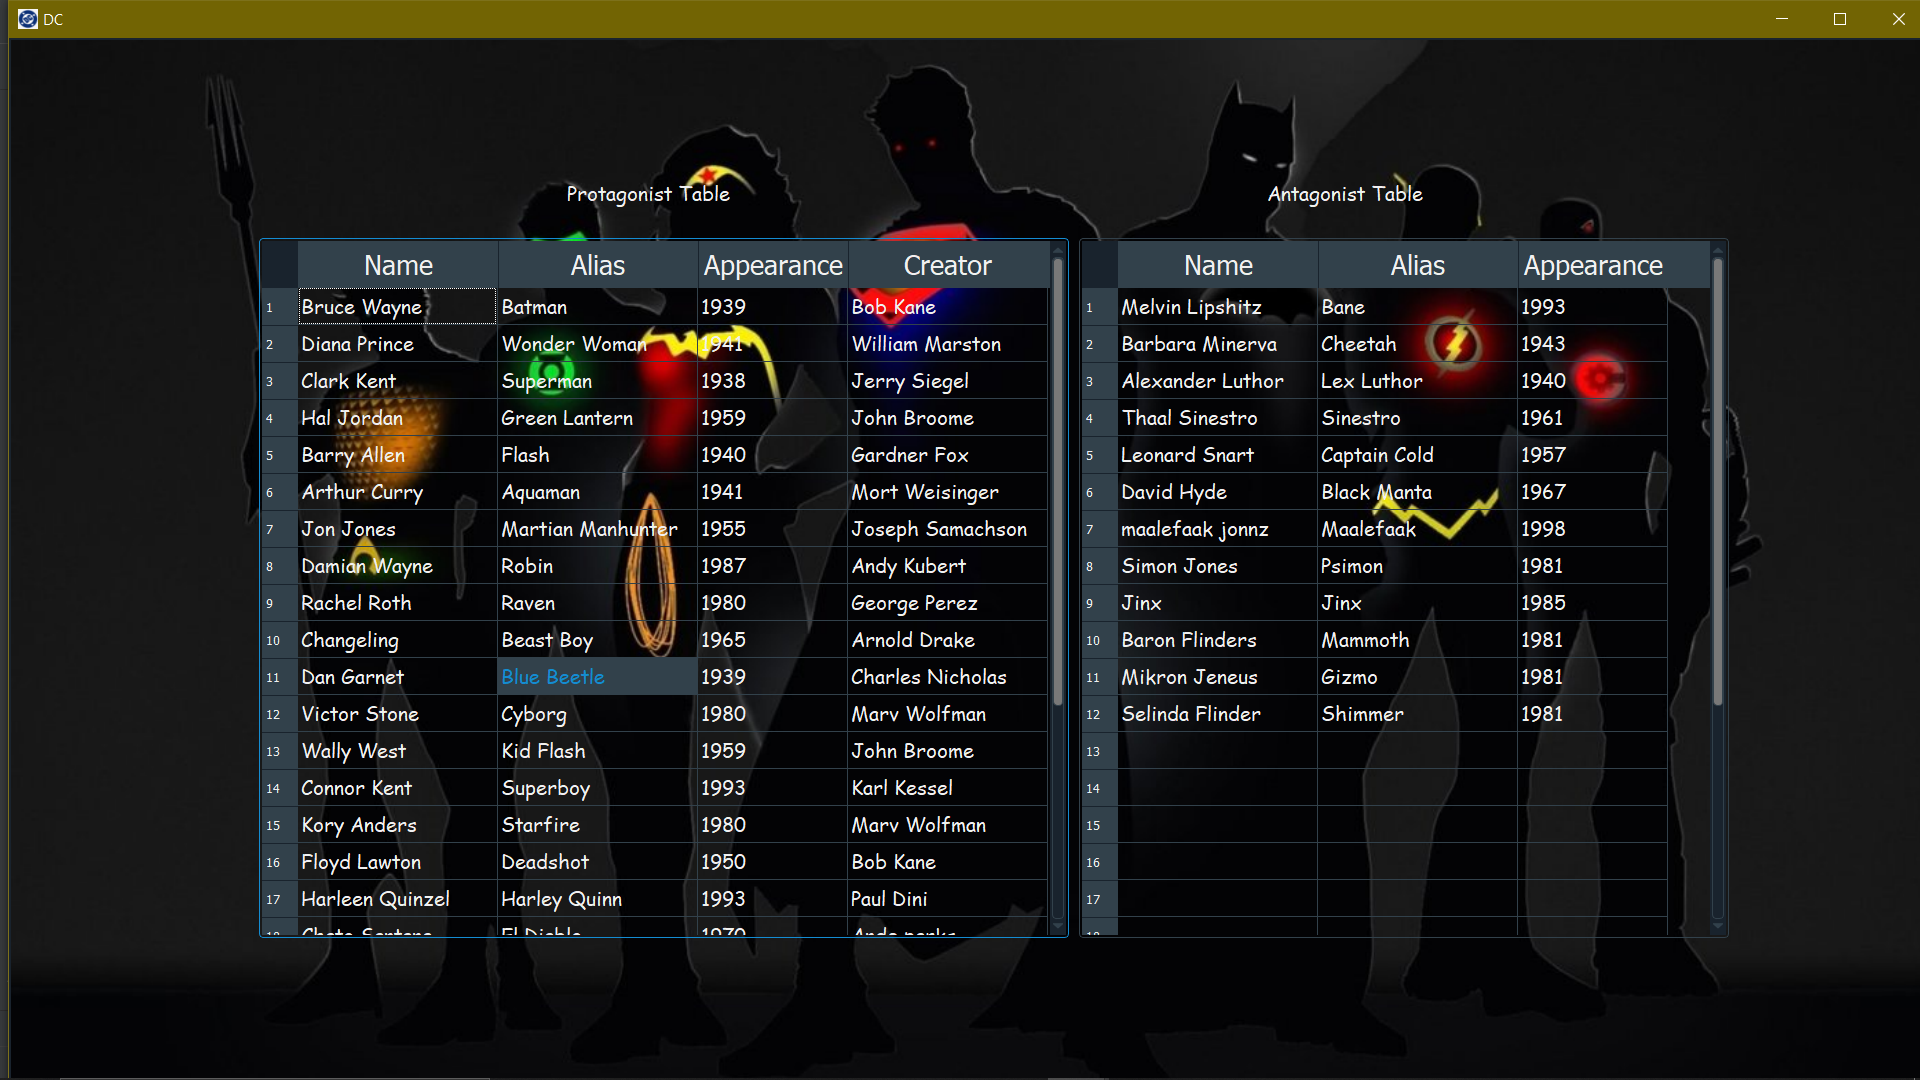 DC
Protagonist Table
Name Alias Appearance Creator
1 Bruce Wayne Batman 1939 Bob Kane
2 Diana Prince Wonder Woman 1941 William Marston
3 Clark Kent Superman 1938 Jerry Siegel
4 Hal Jordan Green Lantern 1959 John Broome
5 Barry Allen Flash 1940 Gardner Fox
6 Arthur Curry Aquaman 1941 Mort Weisinger
7 Jon Jones Martian Manhunter 1955 Joseph Samachson
8 Damian Wayne Robin 1987 Andy Kubert
9 Rachel Roth Raven 1980 George Perez
10 Changeling Beast Boy 1965 Arnold Drake
11 Dan Garnet Blue Beetle 1939 Charles Nicholas
12 Victor Stone Cyborg 1980 Marv Wolfman
13 Wally West Kid Flash 1959 John Broome
14 Connor Kent Superboy 1993 Karl Kessel
15 Kory Anders Starfire 1980 Marv Wolfman
16 Floyd Lawton Deadshot 1950 Bob Kane
17 Harleen Quinzel Harley Quinn 1993 Paul Dini
Antagonist Table
Name Alias Appearance
1 Melvin Lipshitz Bane 1993
2 Barbara Minerva Cheetah 1943
3 Alexander Luthor Lex Luthor 1940
4 Thaal Sinestro Sinestro 1961
5 Leonard Snart Captain Cold 1957
6 David Hyde Black Manta 1967
7 maalefaak jonnz Maalefaak 1998
8 Simon Jones Psimon 1981
9 Jinx Jinx 1985
10 Baron Flinders Mammoth 1981
11 Mikron Jeneus Gizmo 1981
12 Selinda Flinder Shimmer 1981
13
14
15
16
17